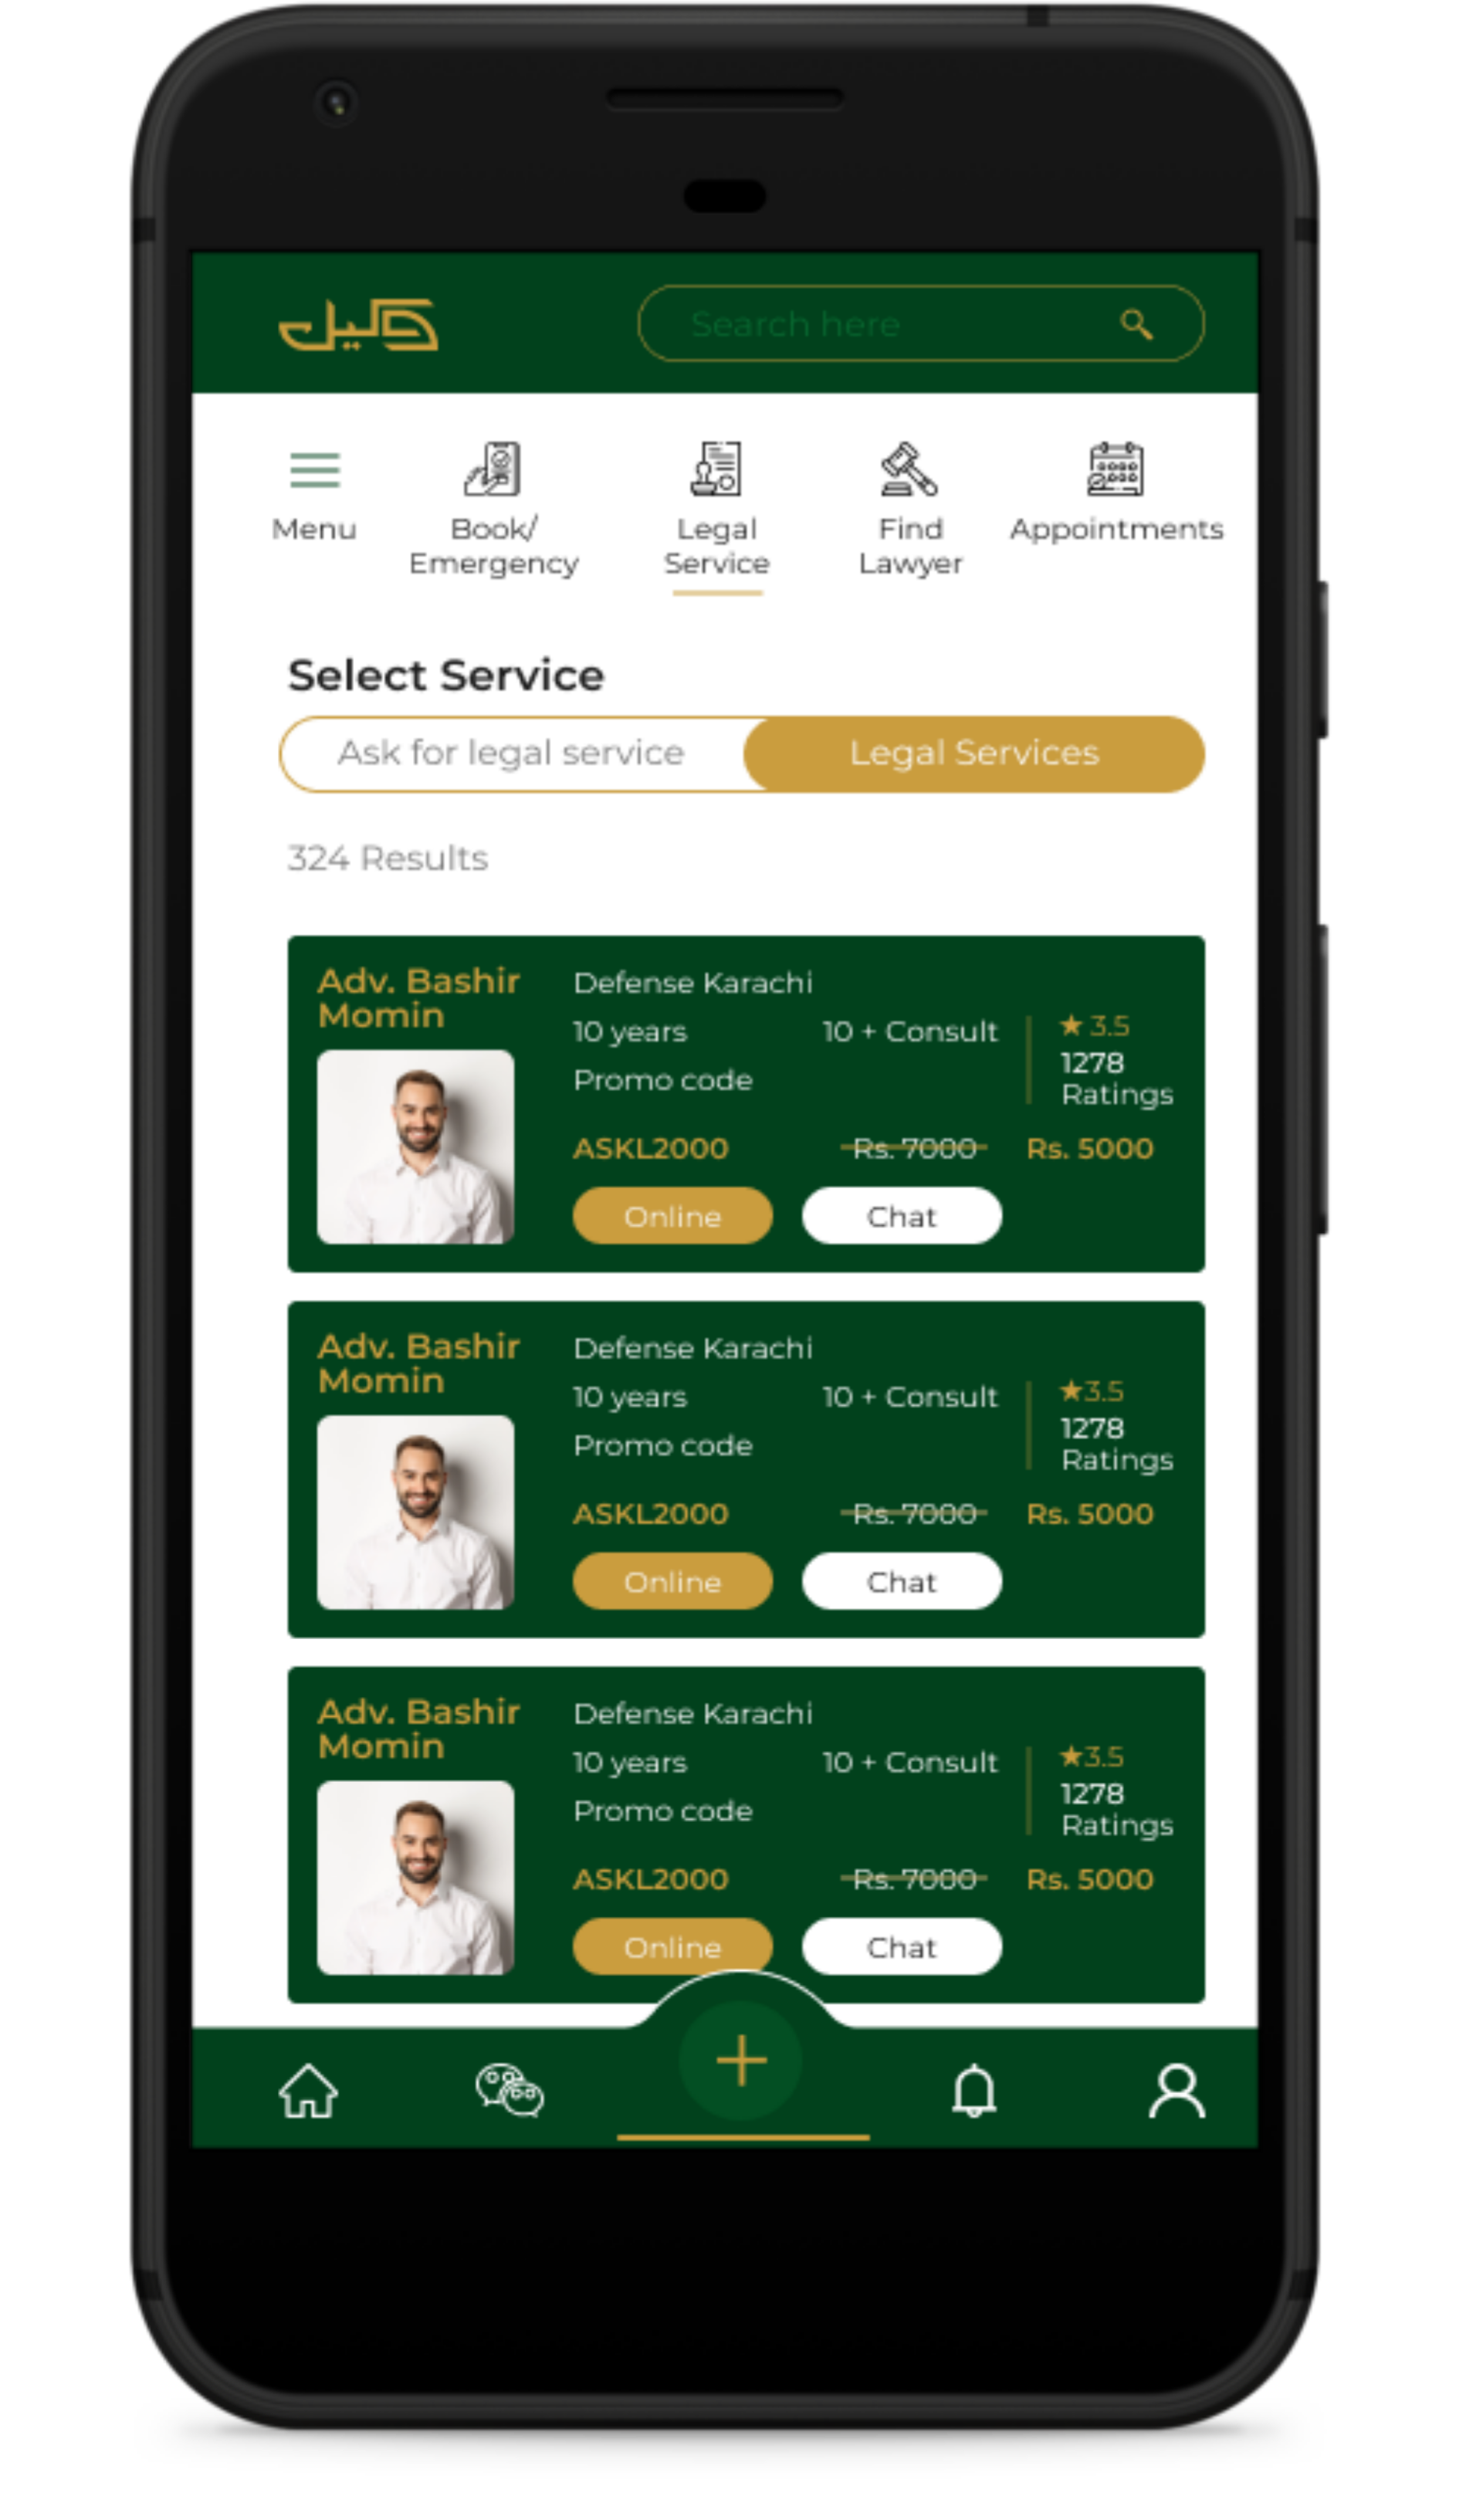 وکیل
Search here
Menu
Book/
Emergency
Legal
Service
Find
Lawyer
Appointments
Select Service
Ask for legal service
Legal Services
324 Results
Adv. Bashir
Momin
Defense Karachi
10 years
10 + Consult
Promo code
★ 3.5
1278
Ratings
ASKL2000
Rs. 7000
Rs. 5000
Online
Chat
Adv. Bashir
Momin
Defense Karachi
10 years
10 + Consult
Promo code
★3.5
1278
Ratings
ASKL2000
Rs. 7000
Rs. 5000
Online
Chat
Adv. Bashir
Momin
Defense Karachi
10 years
10 + Consult
Promo code
★3.5
1278
Ratings
ASKL2000
Rs. 7000
Rs. 5000
Online
Chat